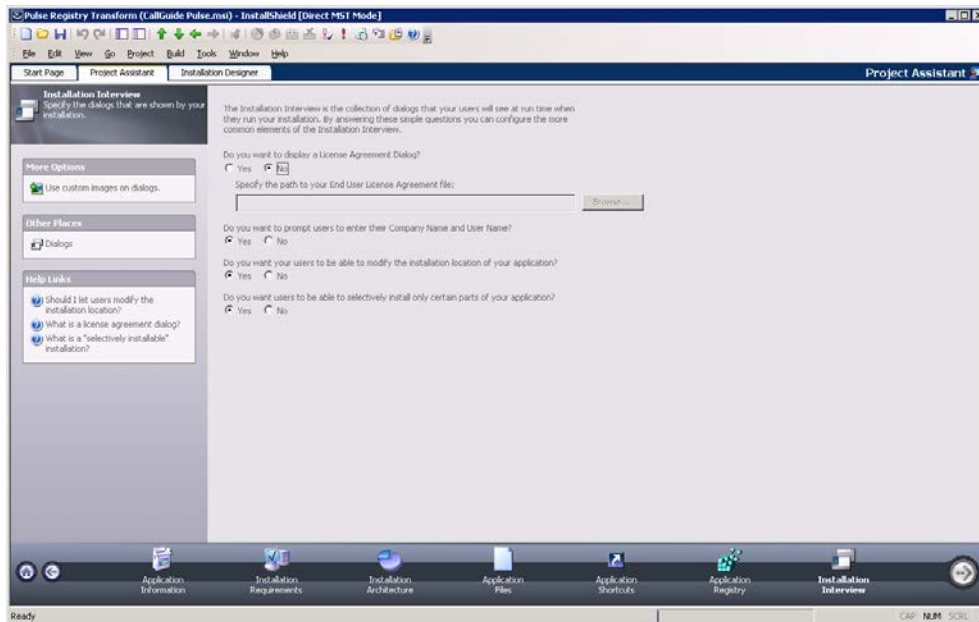 Pulse Registry Transform (CallGuide Pulse.msi) - InstallShield [Direct MST Mode]
File Edit View Go Project Build Tools Window Help
Start Page Project Assistant Installation Designer Project Assistant
Installation Interview
Specify the dialogs that are shown by your
installation.
More Options
Use custom images on dialogs.
Other Places
Dialogs
Help Links
Should I let users modify the
installation location?
What is a license agreement dialog?
What is a "selectively installable"
installation?
The Installation Interview is the collection of dialogs that your users will see at run time when
they run your installation. By answering these simple questions you can configure the more
common elements of the Installation Interview.
Do you want to display a License Agreement Dialog?
Yes No
Specify the path to your End User License Agreement file:
Browse...
Do you want to prompt users to enter their Company Name and User Name?
Yes No
Do you want your users to be able to modify the installation location of your application?
Yes No
Do you want users to be able to selectively install only certain parts of your application?
Yes No
Application
Information
Installation
Requirements
Installation
Architecture
Application
Files
Application
Shortcuts
Application
Registry
Installation
Interview
Ready CAP NUM SCRL